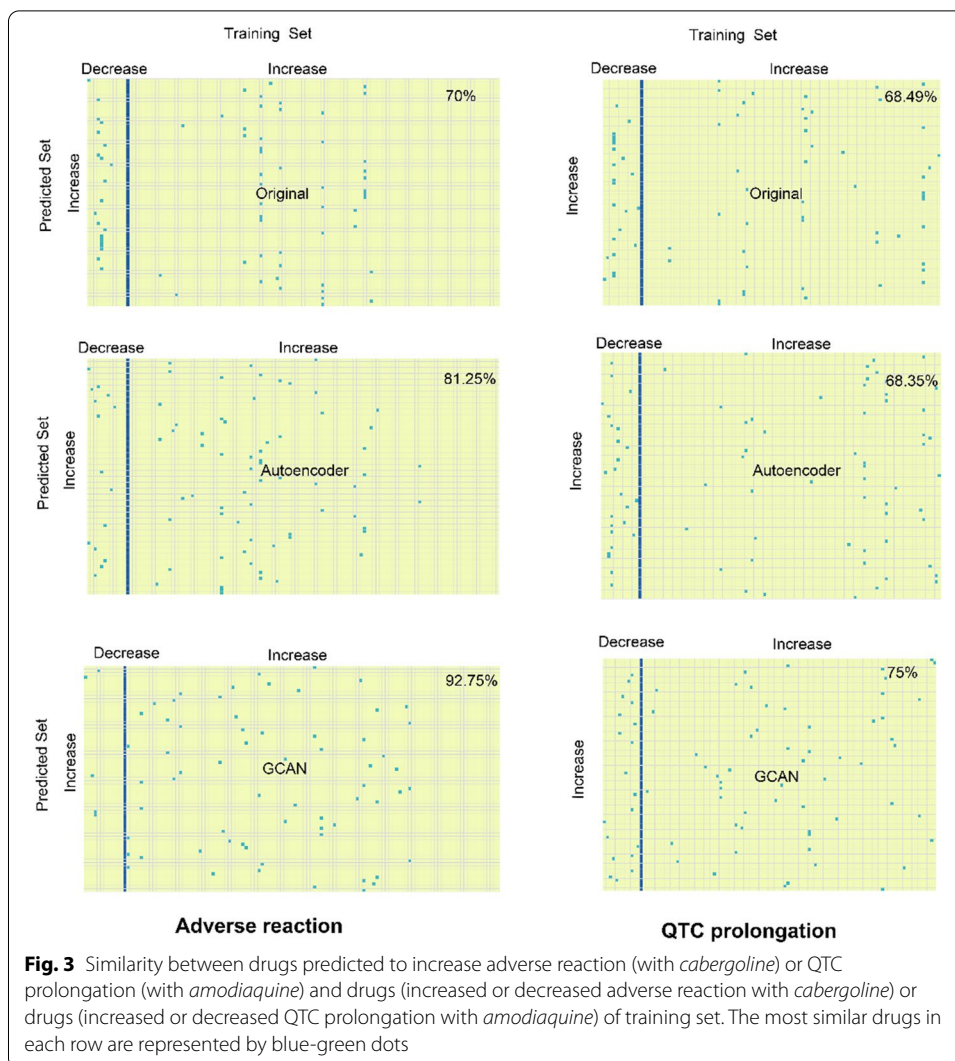 Training Set
Decrease Increase
70%
Predicted Set
Increase
Original
Training Set
Decrease Increase
68.49%
Increase
Original
Decrease Increase
81.25%
Predicted Set
Increase
Autoencoder
Decrease Increase
68.35%
Increase
Autoencoder
Decrease Increase
92.75%
Predicted Set
Increase
GCAN
Decrease Increase
75%
Increase
GCAN
Adverse reaction
QTC prolongation
Fig. 3 Similarity between drugs predicted to increase adverse reaction (with cabergoline) or QTC
prolongation (with amodiaquine) and drugs (increased or decreased adverse reaction with cabergoline) or
drugs (increased or decreased QTC prolongation with amodiaquine) of training set. The most similar drugs in
each row are represented by blue-green dots